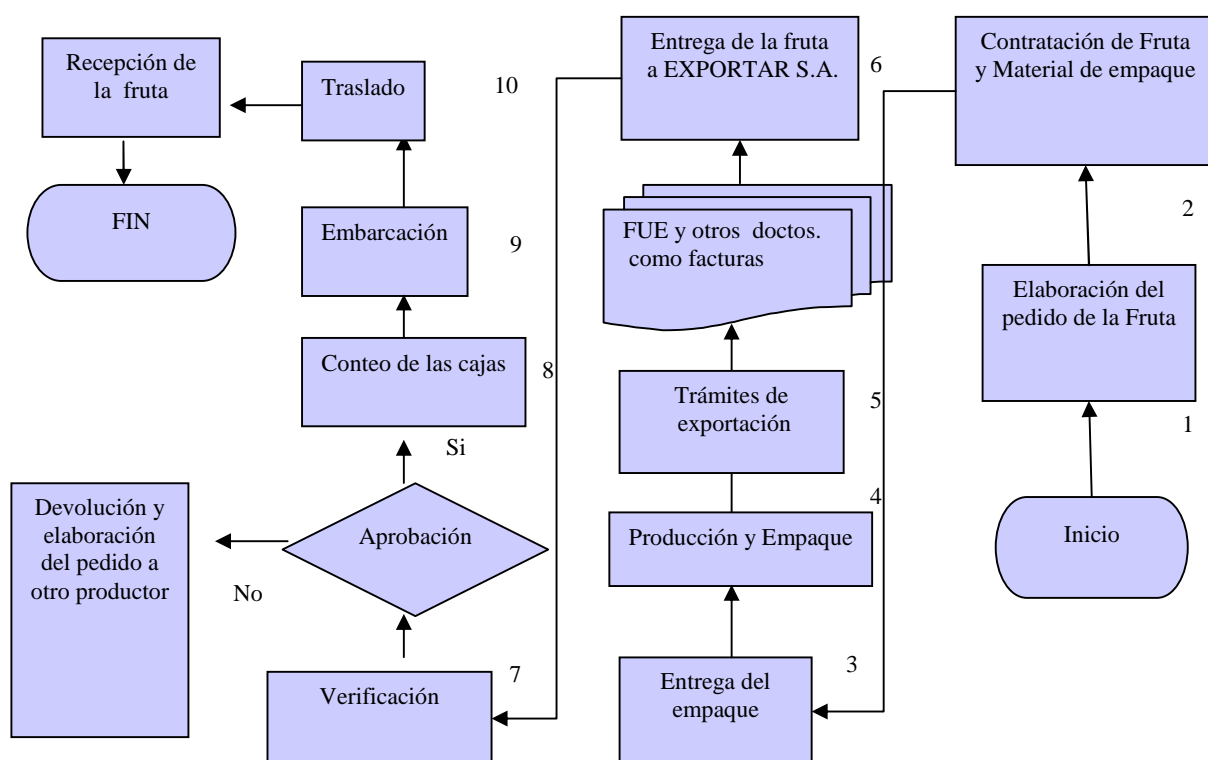 Recepción de
la fruta
Traslado
10
Entrega de la fruta
a EXPORTAR S.A.
6
Contratación de Fruta
y Material de empaque
FIN
Embarcación
9
FUE y otros doctos.
como facturas
2
Elaboración del
pedido de la Fruta
Conteo de las cajas
8
Trámites de
exportación
5
1
Si
Devolución y
elaboración
del pedido a
otro productor
Aprobación
No
4
Producción y Empaque
Inicio
Verificación
7
Entrega del
empaque
3